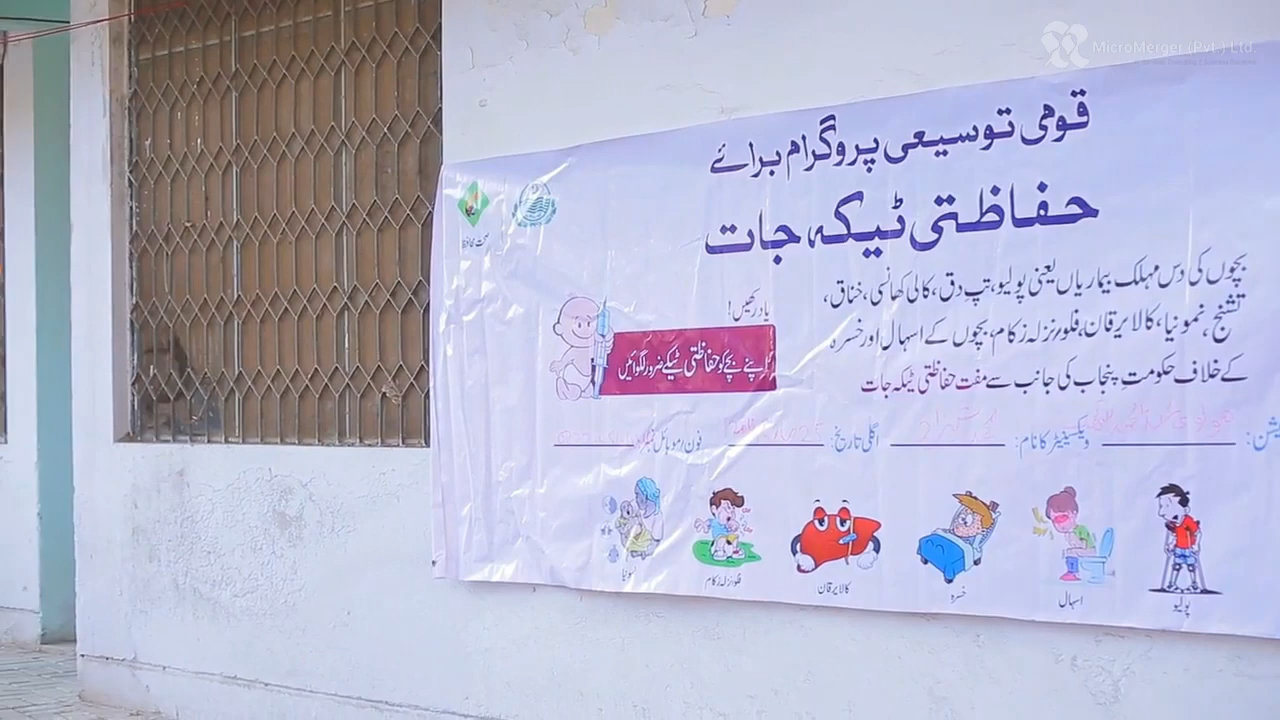 MicroMerger (Pvt.) Ltd.
قومی توسیعی پروگرام برائے
حفاظتی ٹیکہ جات
صحت محافظ
بچوں کی دس مہلک بیماریاں یعنی پولیو، تپ دق، کالی کھانسی، خناق،
تشنج، نمونیا، کالا یرقان، فلو، نزلہ زکام، بچوں کے اسہال اور خسرہ
کے خلاف حکومتِ پنجاب کی جانب سے مفت حفاظتی ٹیکہ جات
یاد رکھیں!
اپنے بچے کو حفاظتی ٹیکے ضرور لگوائیں
ویکسینیٹر کا نام:
اگلی تاریخ:
فون / موبائل نمبر:
پولیو
اسہال
خسرہ
کالا یرقان
فلو نزلہ زکام